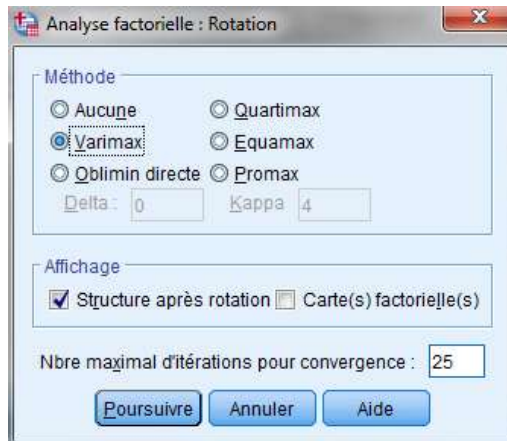 Analyse factorielle : Rotation
Méthode
Aucune Quartimax
Varimax Equamax
Oblimin directe Promax
Delta : 0 Kappa 4
Affichage
Structure après rotation Carte(s) factorielle(s)
Nbre maximal d'itérations pour convergence : 25
Poursuivre Annuler Aide